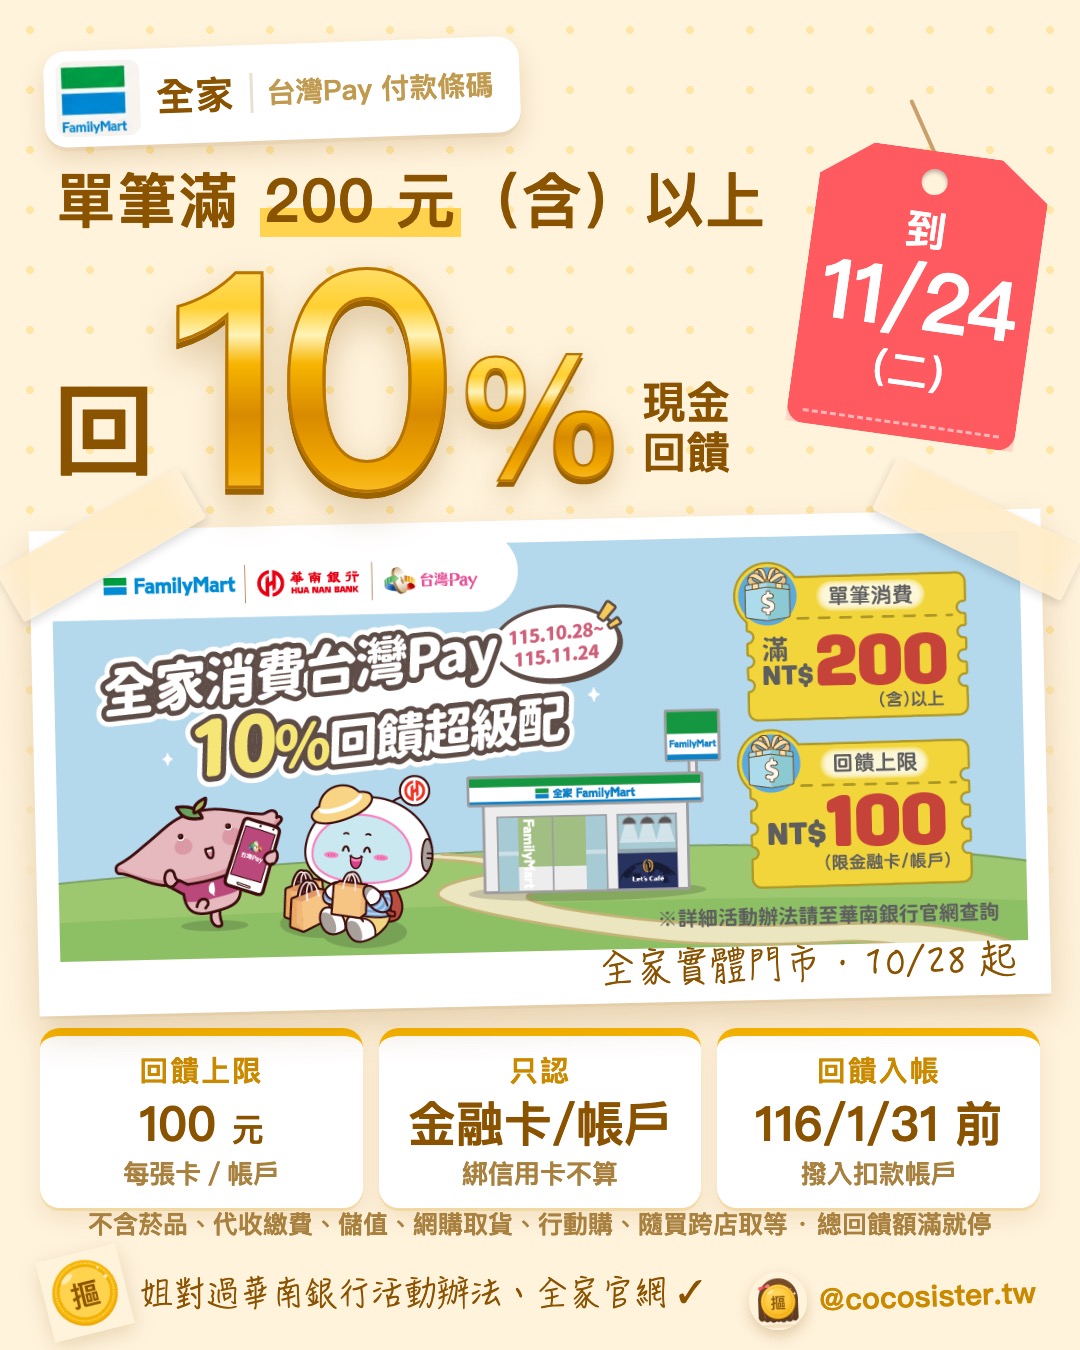 FamilyMart
全家
台灣Pay 付款條碼
單筆滿 200 元（含）以上
到
11/24
(二)
回 10% 現金回饋
FamilyMart
華南銀行
HUA NAN BANK
台灣Pay
全家消費台灣Pay
115.10.28~
115.11.24
10%回饋超級配
單筆消費
滿NT$200
(含)以上
回饋上限
NT$100
(限金融卡/帳戶)
FamilyMart
全家 FamilyMart
FamilyMart
Let's Café
台灣Pay
※詳細活動辦法請至華南銀行官網查詢
全家實體門市・10/28 起
回饋上限
100 元
每張卡 / 帳戶
只認
金融卡/帳戶
綁信用卡不算
回饋入帳
116/1/31 前
撥入扣款帳戶
不含菸品、代收繳費、儲值、網購取貨、行動購、隨買跨店取等・總回饋額滿就停
摳
姐對過華南銀行活動辦法、全家官網✓
摳
@cocosister.tw